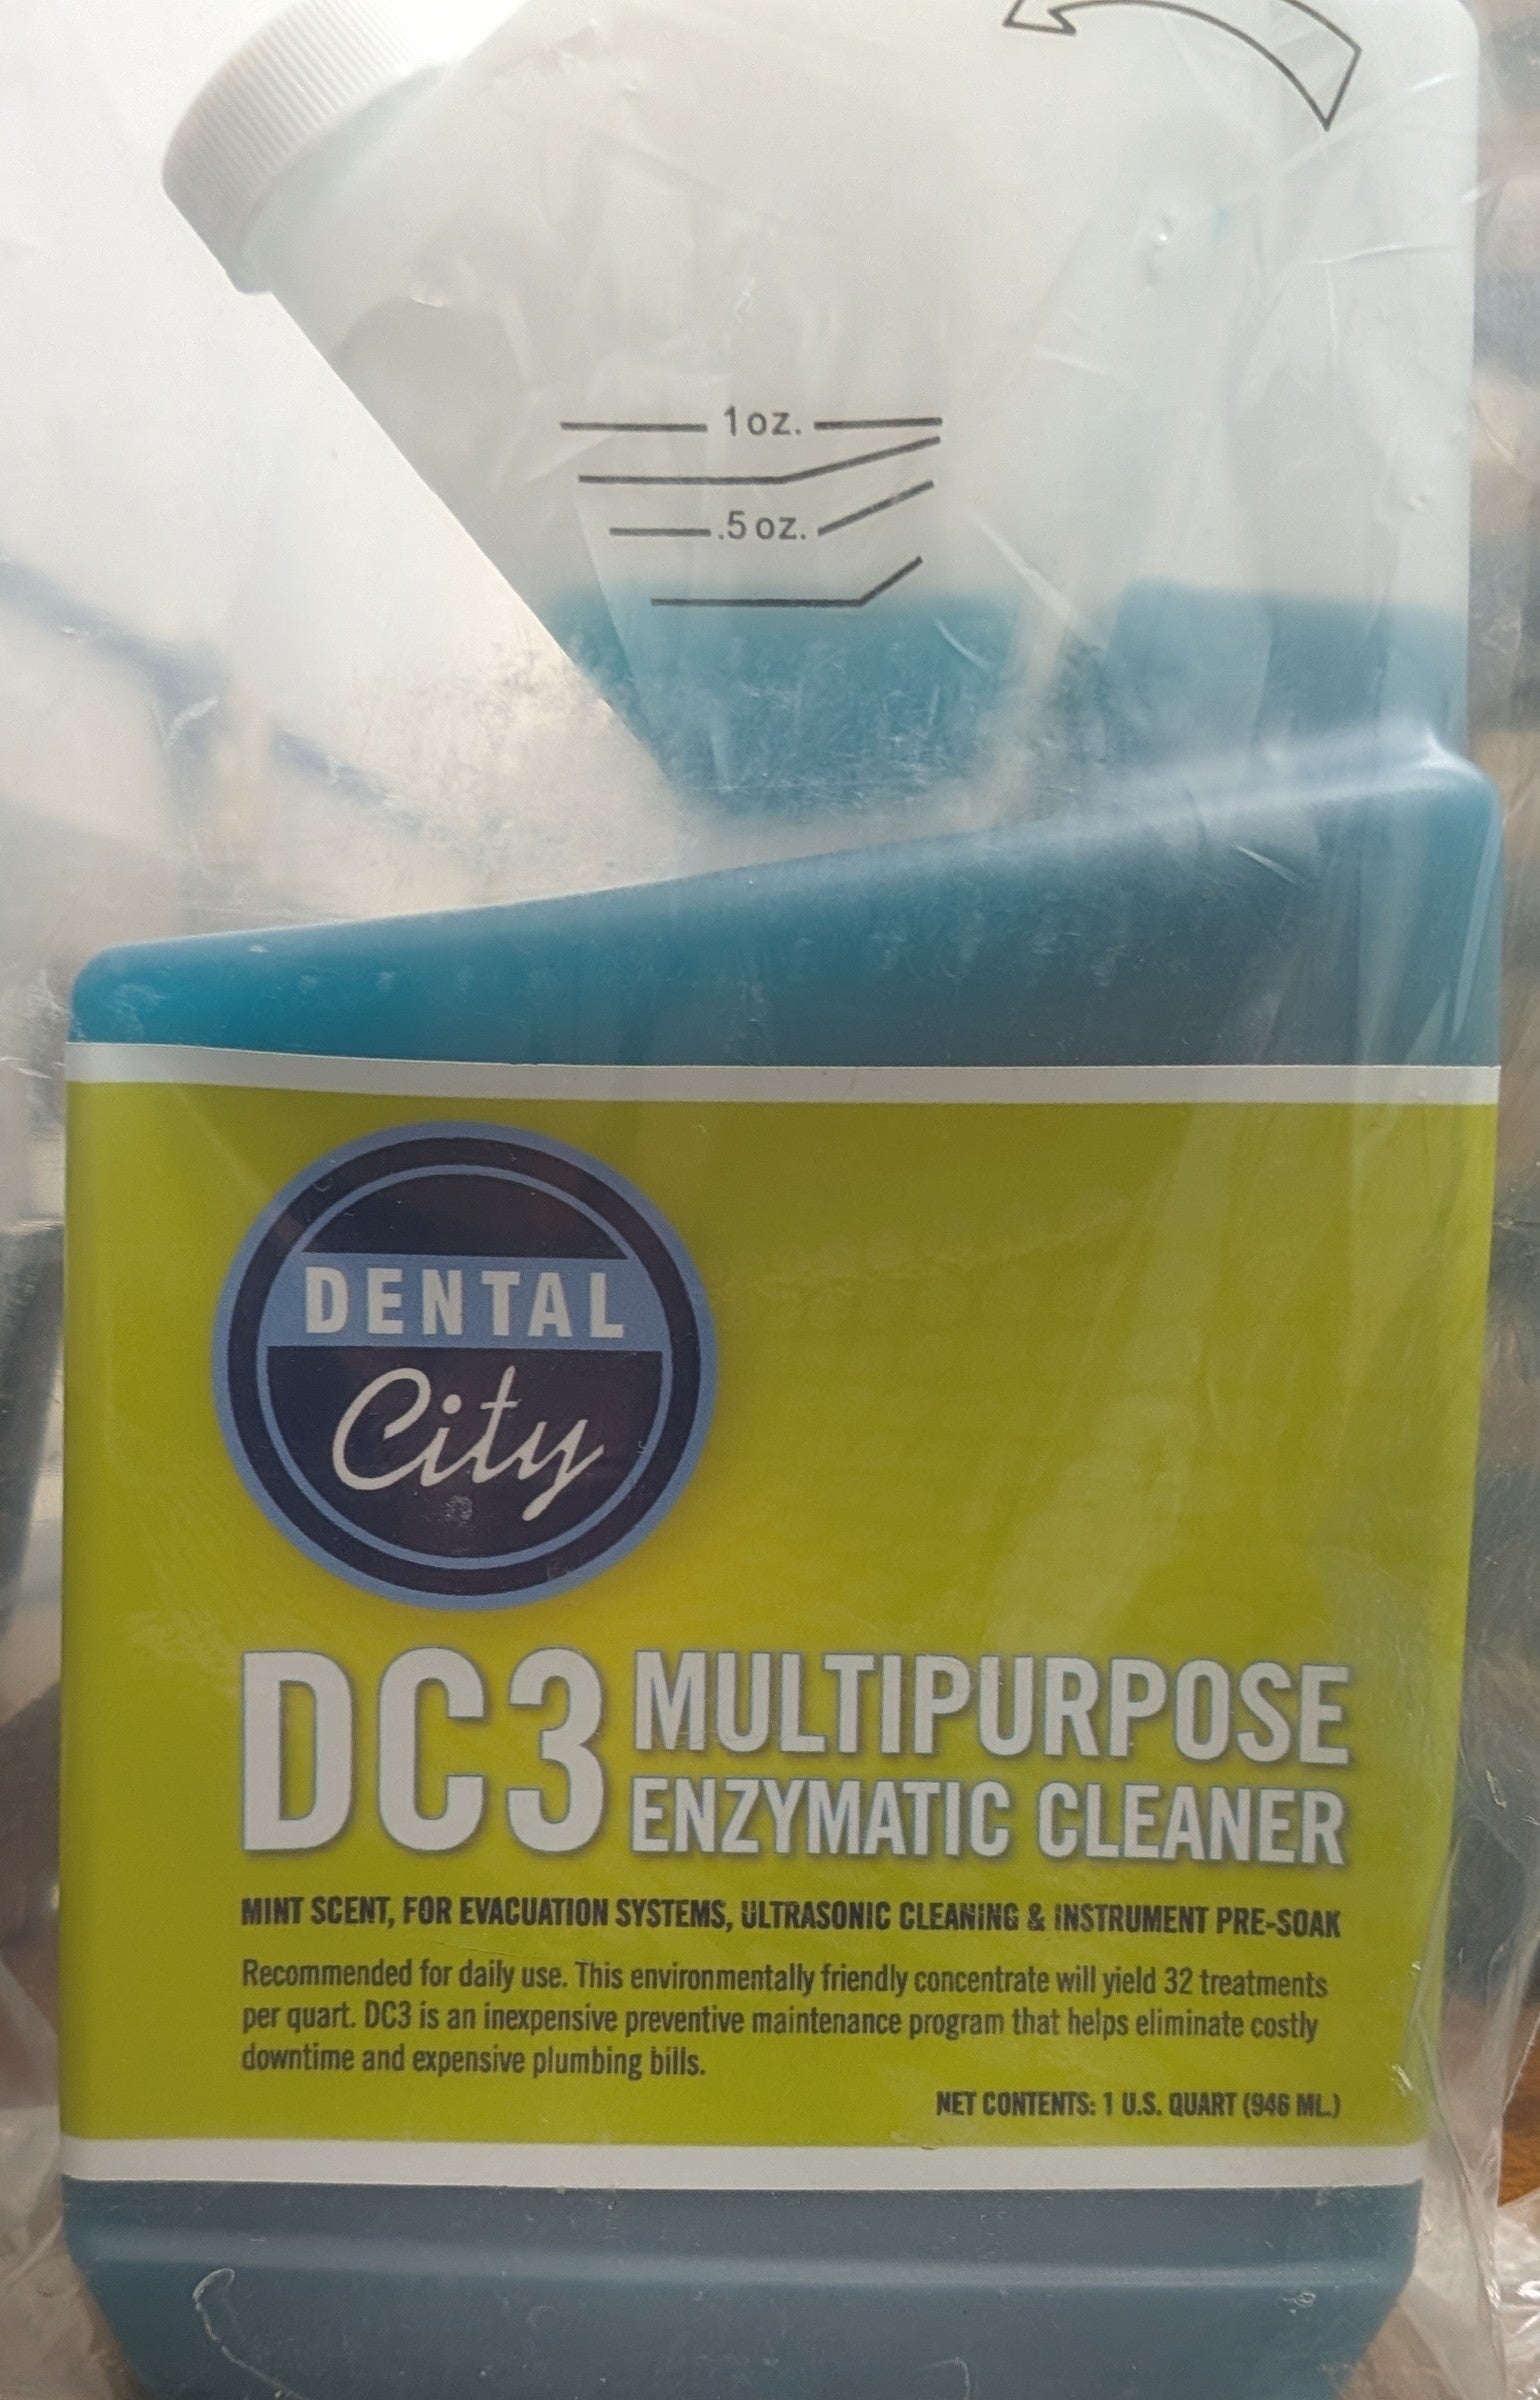 1 oz.
.5 oz.
DENTAL
City
DC3 MULTIPURPOSE
ENZYMATIC CLEANER
MINT SCENT, FOR EVACUATION SYSTEMS, ULTRASONIC CLEANING & INSTRUMENT PRE-SOAK
Recommended for daily use. This environmentally friendly concentrate will yield 32 treatments
per quart. DC3 is an inexpensive preventive maintenance program that helps eliminate costly
downtime and expensive plumbing bills.
NET CONTENTS: 1 U.S. QUART (946 ML.)